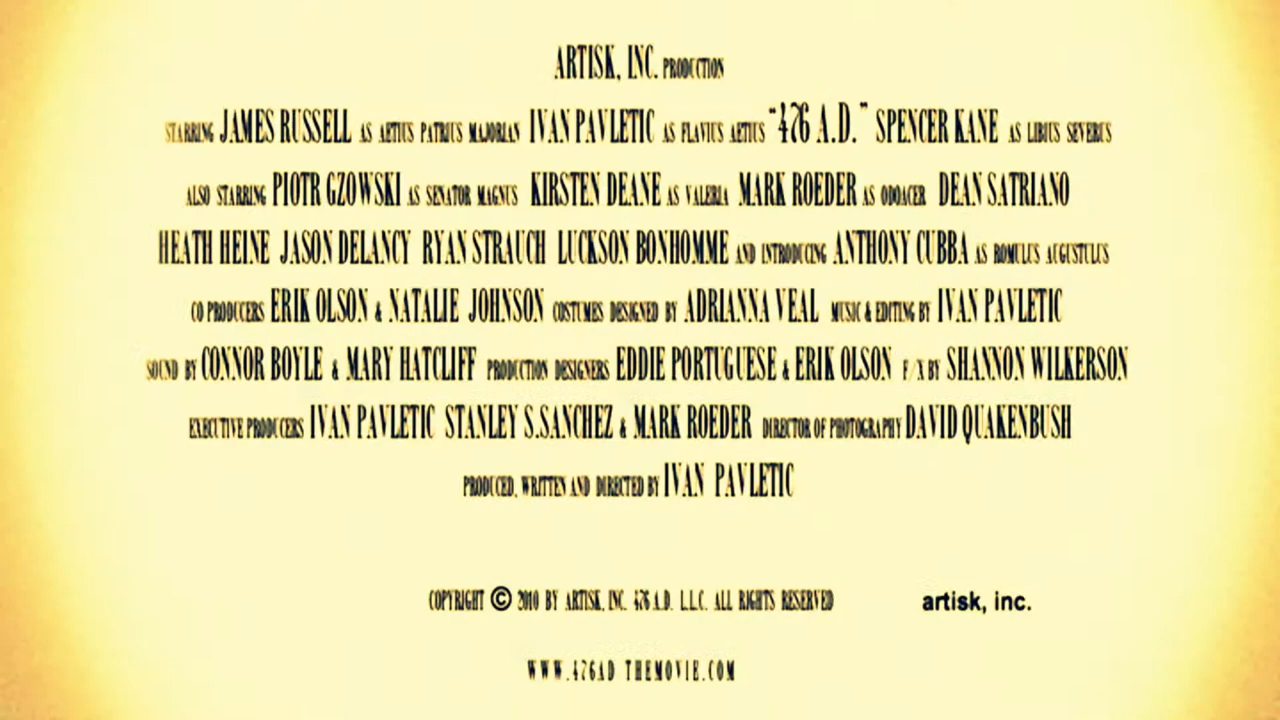 ARTISK, INC. PRODUCTION
STARRING JAMES RUSSELL AS AETIUS PATRIUS MAJORIAN IVAN PAVLETIC AS FLAVIUS AETIUS "476 A.D." SPENCER KANE AS LIBIUS SEVERUS
ALSO STARRING PIOTR GZOWSKI AS SENATOR MAGNUS KIRSTEN DEANE AS VALERIA MARK ROEDER AS ODOACER DEAN SATRIANO
HEATH HEINE JASON DELANCY RYAN STRAUCH LUCKSON BONHOMME AND INTRODUCING ANTHONY CUBBA AS ROMULUS AUGUSTULUS
CO PRODUCERS ERIK OLSON & NATALIE JOHNSON COSTUMES DESIGNED BY ADRIANNA VEAL MUSIC & EDITING BY IVAN PAVLETIC
SOUND BY CONNOR BOYLE & MARY HATCLIFF PRODUCTION DESIGNERS EDDIE PORTUGUESE & ERIK OLSON F/X BY SHANNON WILKERSON
EXECUTIVE PRODUCERS IVAN PAVLETIC STANLEY S.SANCHEZ & MARK ROEDER DIRECTOR OF PHOTOGRAPHY DAVID QUAKENBUSH
PRODUCED, WRITTEN AND DIRECTED BY IVAN PAVLETIC
COPYRIGHT © 2010 BY ARTISK, INC. 476 A.D. L.L.C. ALL RIGHTS RESERVED
artisk, inc.
WWW.476AD THEMOVIE.COM